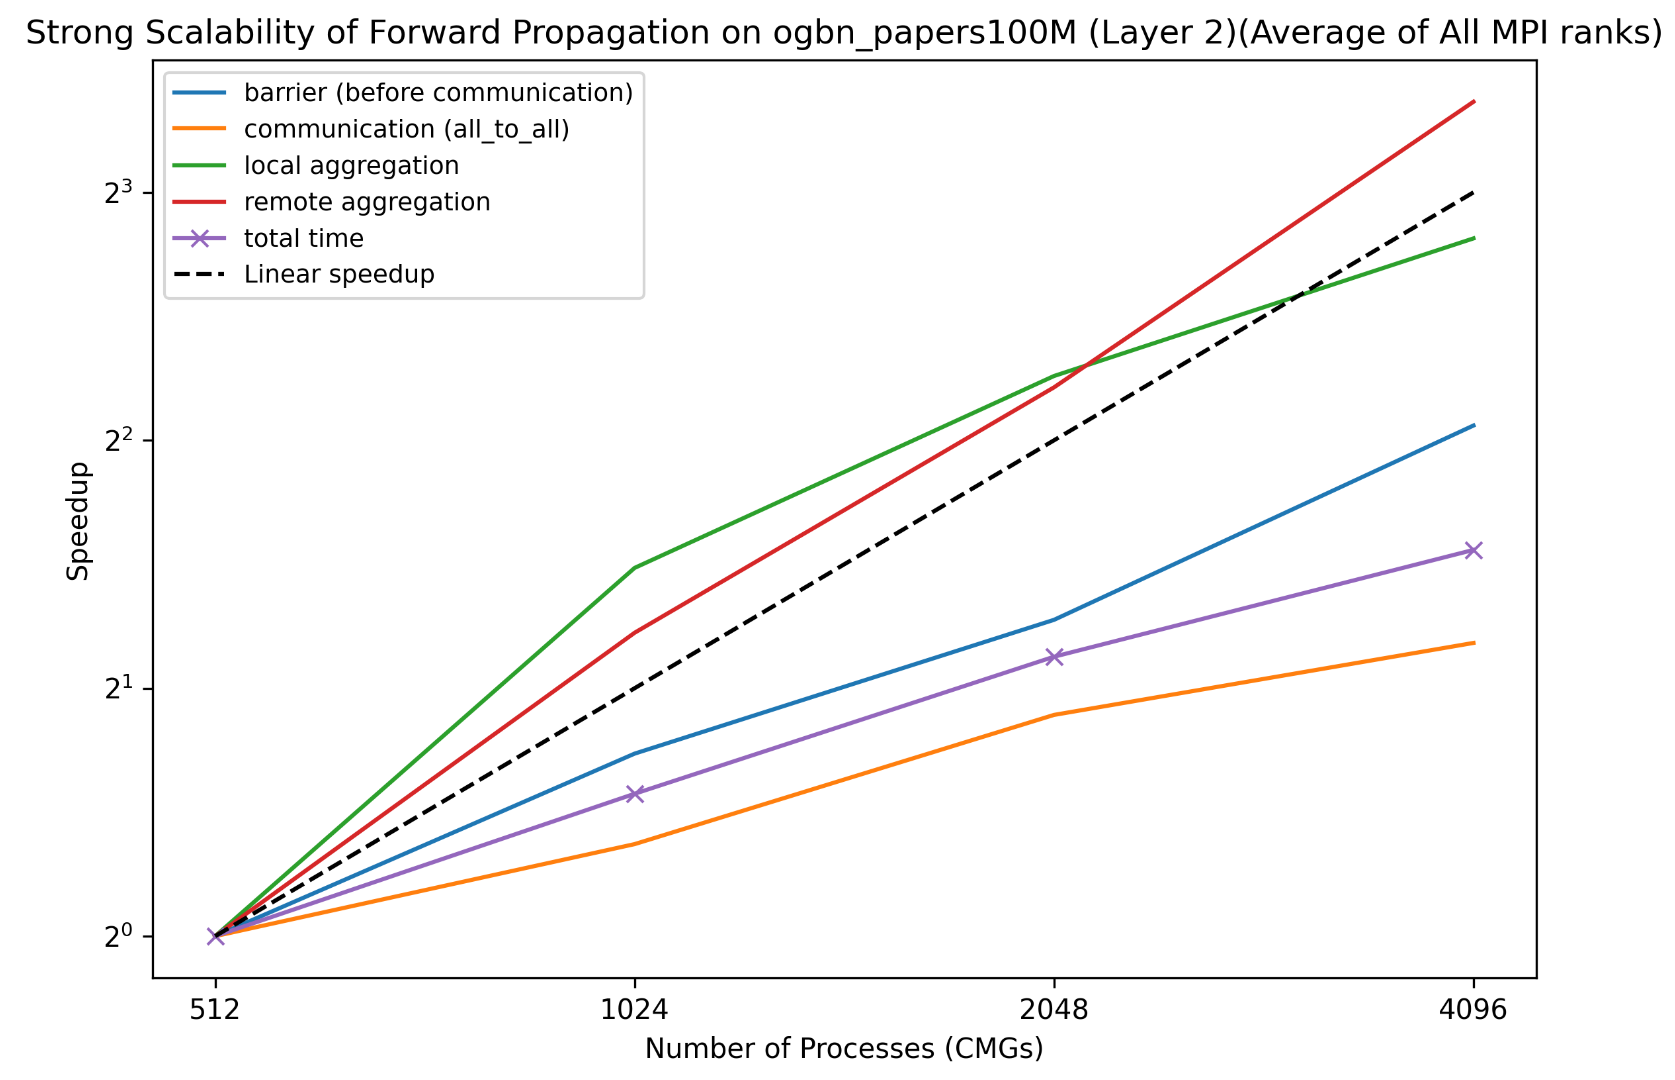 Strong Scalability of Forward Propagation on ogbn_papers100M (Layer 2)(Average of All MPI ranks)
barrier (before communication)
communication (all_to_all)
local aggregation
remote aggregation
total time
Linear speedup
2³
2²
2¹
2⁰
Speedup
512 1024 2048 4096
Number of Processes (CMGs)